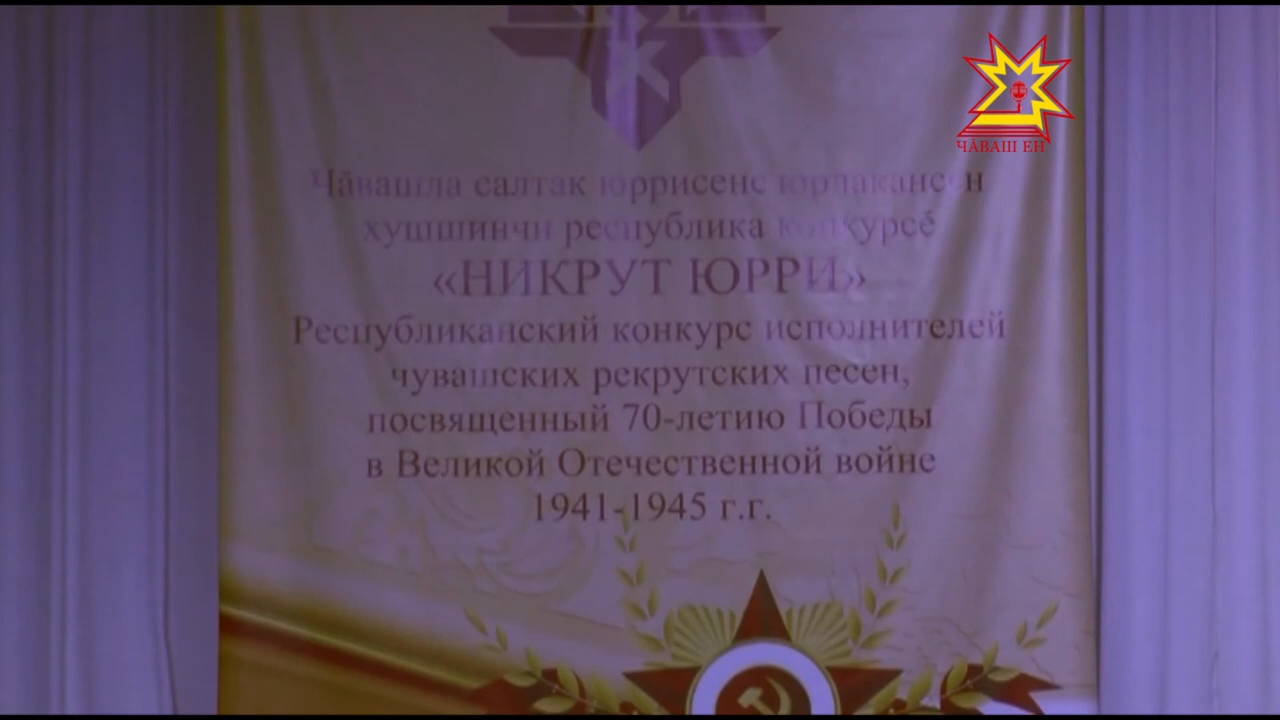 ЧӐВАШ ЕН
К
Чӑвашла салтак юррисене юрлакансен
хушшинчи республика конкурсӗ
«НИКРУТ ЮРРИ»
Республиканский конкурс исполнителей
чувашских рекрутских песен,
посвященный 70-летию Победы
в Великой Отечественной войне
1941-1945 г.г.